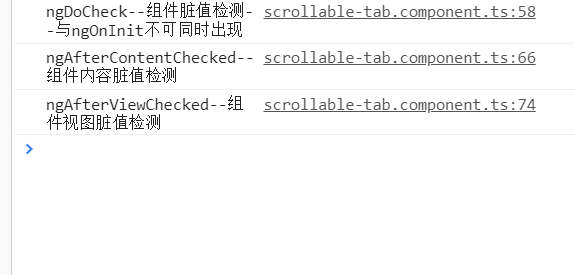 ngDoCheck--组件脏值检测- scrollable-tab.component.ts:58
-与ngOnInit不可同时出现
ngAfterContentChecked-- scrollable-tab.component.ts:66
组件内容脏值检测
ngAfterViewChecked--组 scrollable-tab.component.ts:74
件视图脏值检测